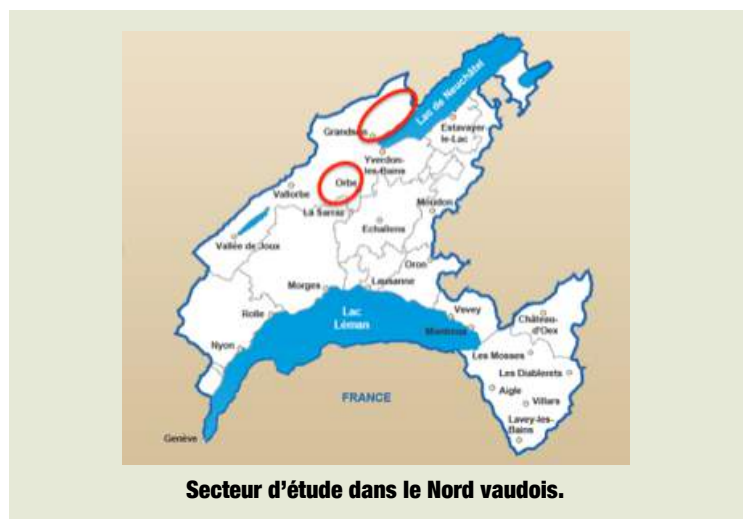 Lac de Neuchâtel
Grandson
Estavayer-
le-Lac
Yverdon-
les-Bains
Orbe
Vallorbe
La Sarraz
Moudon
Echallens
Vallée de Joux
Oron
Morges
Lausanne
Rolle
Lac
Léman
Vevey
Montreux
Château-
d'Oex
Nyon
Les Mosses
Les Diablerets
FRANCE
Aigle
Villars
Lavey-les-
Bains
Genève
Secteur d'étude dans le Nord vaudois.